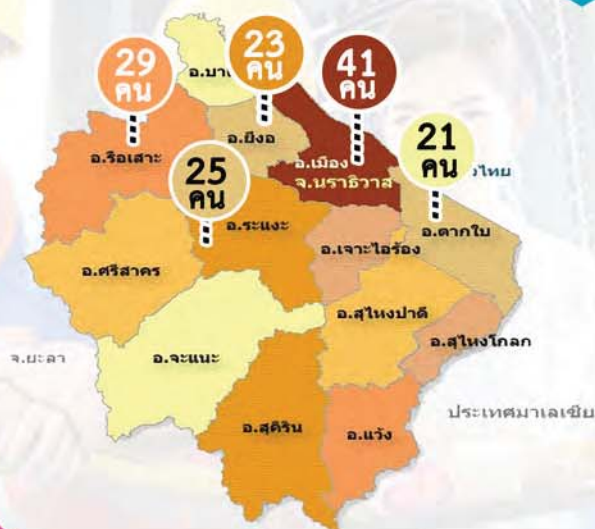 29
คน
23
คน
41
คน
อ.ยี่งอ
อ.รือเสาะ
อ.เมือง
จ.นราธิวาส
21
คน
25
คน
อ.ระแงะ
อ.ตากใบ
อ.เจาะไอร้อง
อ.ศรีสาคร
อ.สุไหงปาดี
อ.สุไหงโกลก
จ.ยะลา
อ.จะแนะ
ประเทศมาเลเซีย
อ.สุคิริน
อ.แว้ง